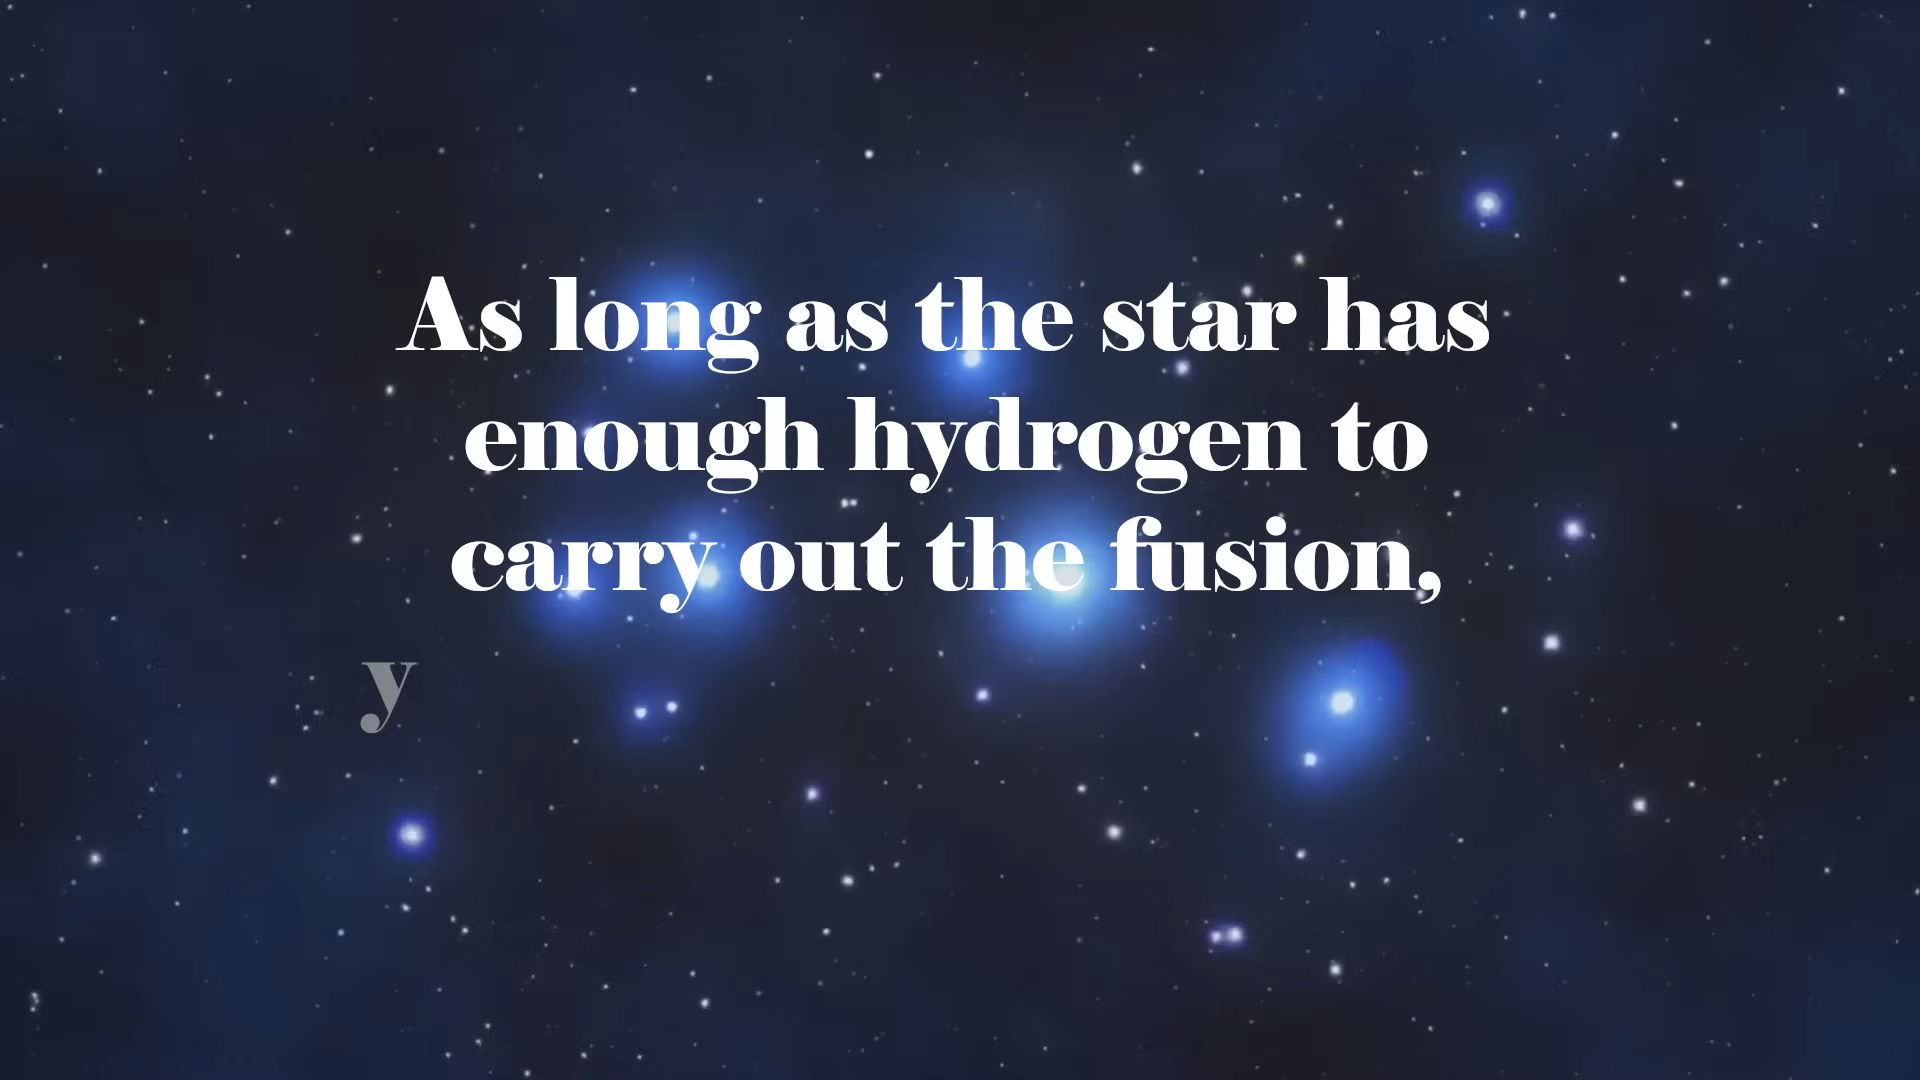 As long as the star has
enough hydrogen to
carry out the fusion,
y